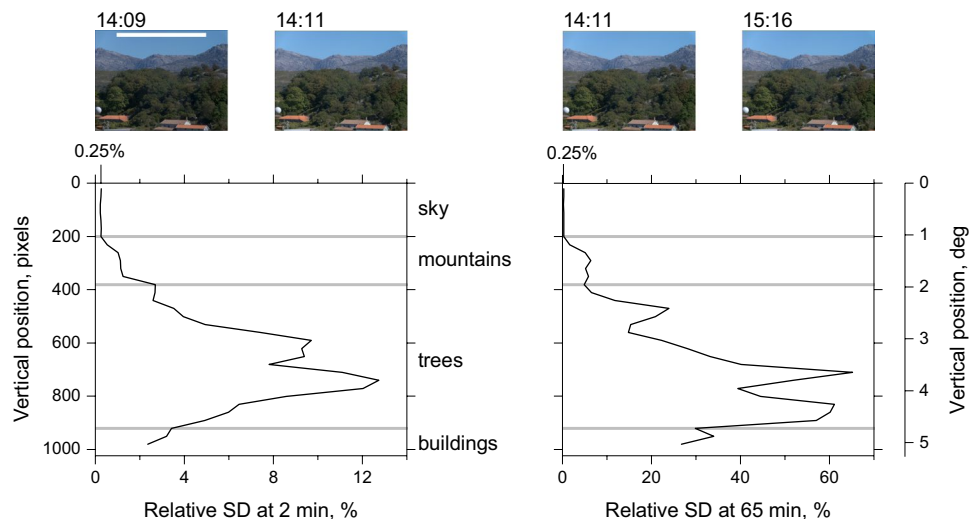 14:09 14:11 14:11 15:16
0.25% 0.25%
0 0 0
sky
200 1
mountains
400 2
600 3
trees
800 4
1000 buildings 5
Vertical position, pixels
Vertical position, deg
0 4 8 12 0 20 40 60
Relative SD at 2 min, % Relative SD at 65 min, %